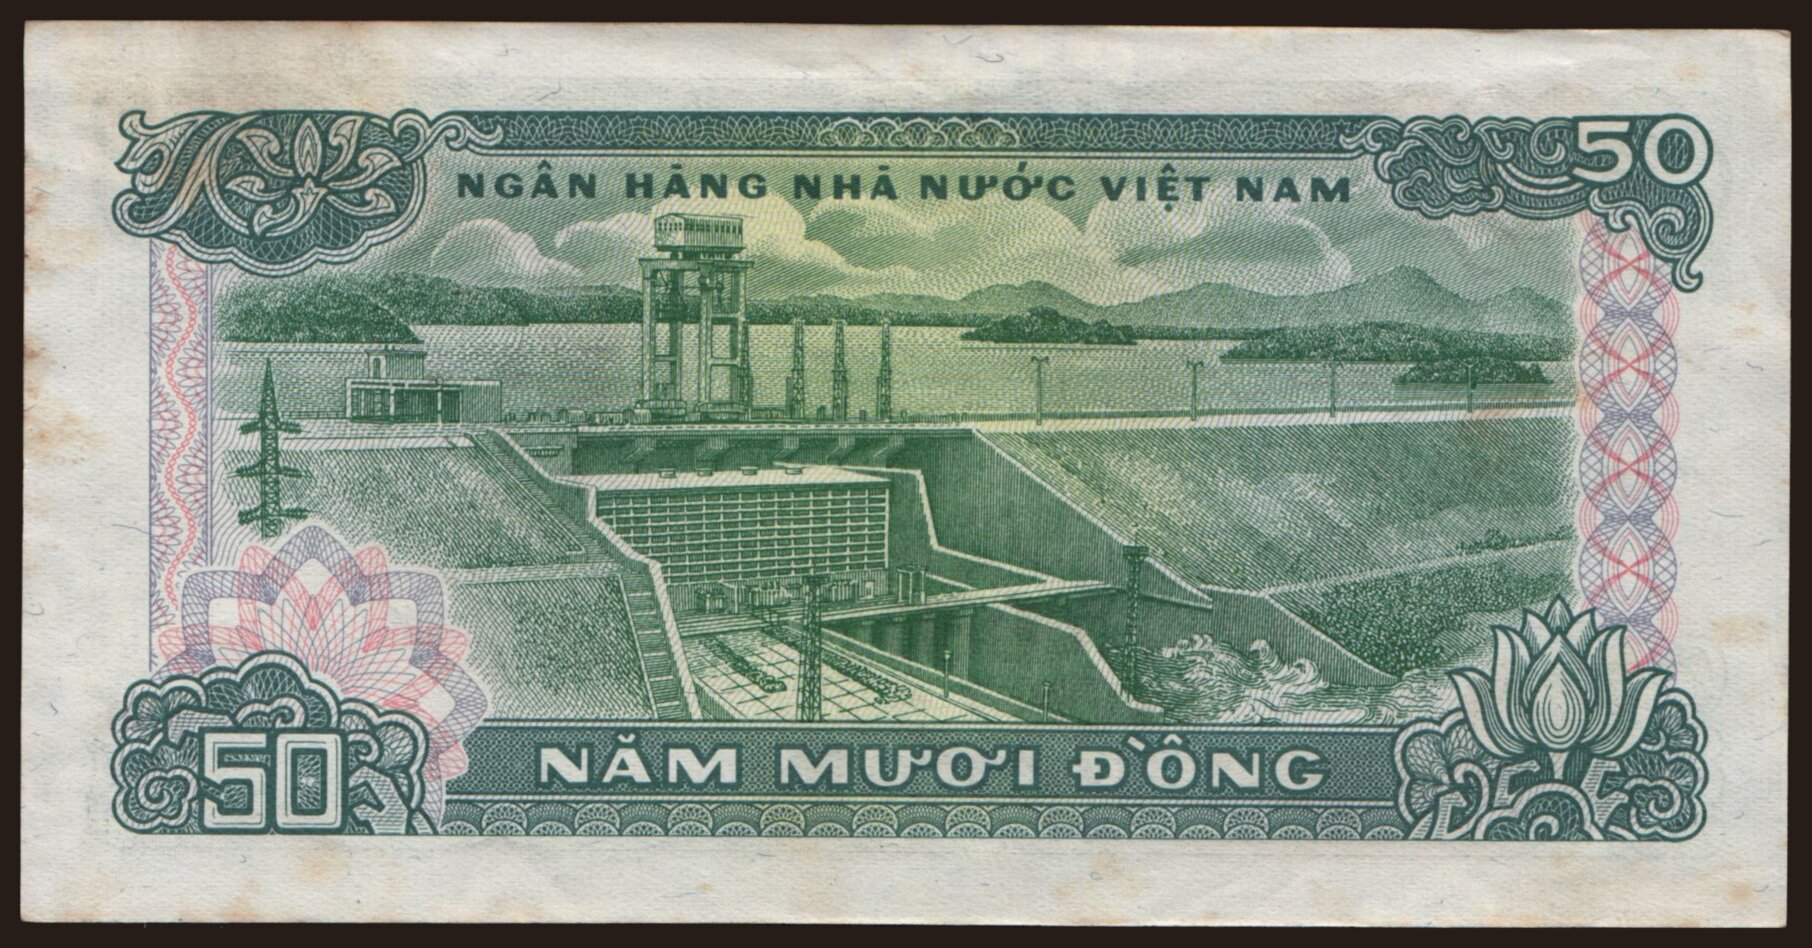 50
NGÂN HÀNG NHÀ NƯỚC VIỆT NAM
50
NĂM MƯƠI ĐỒNG